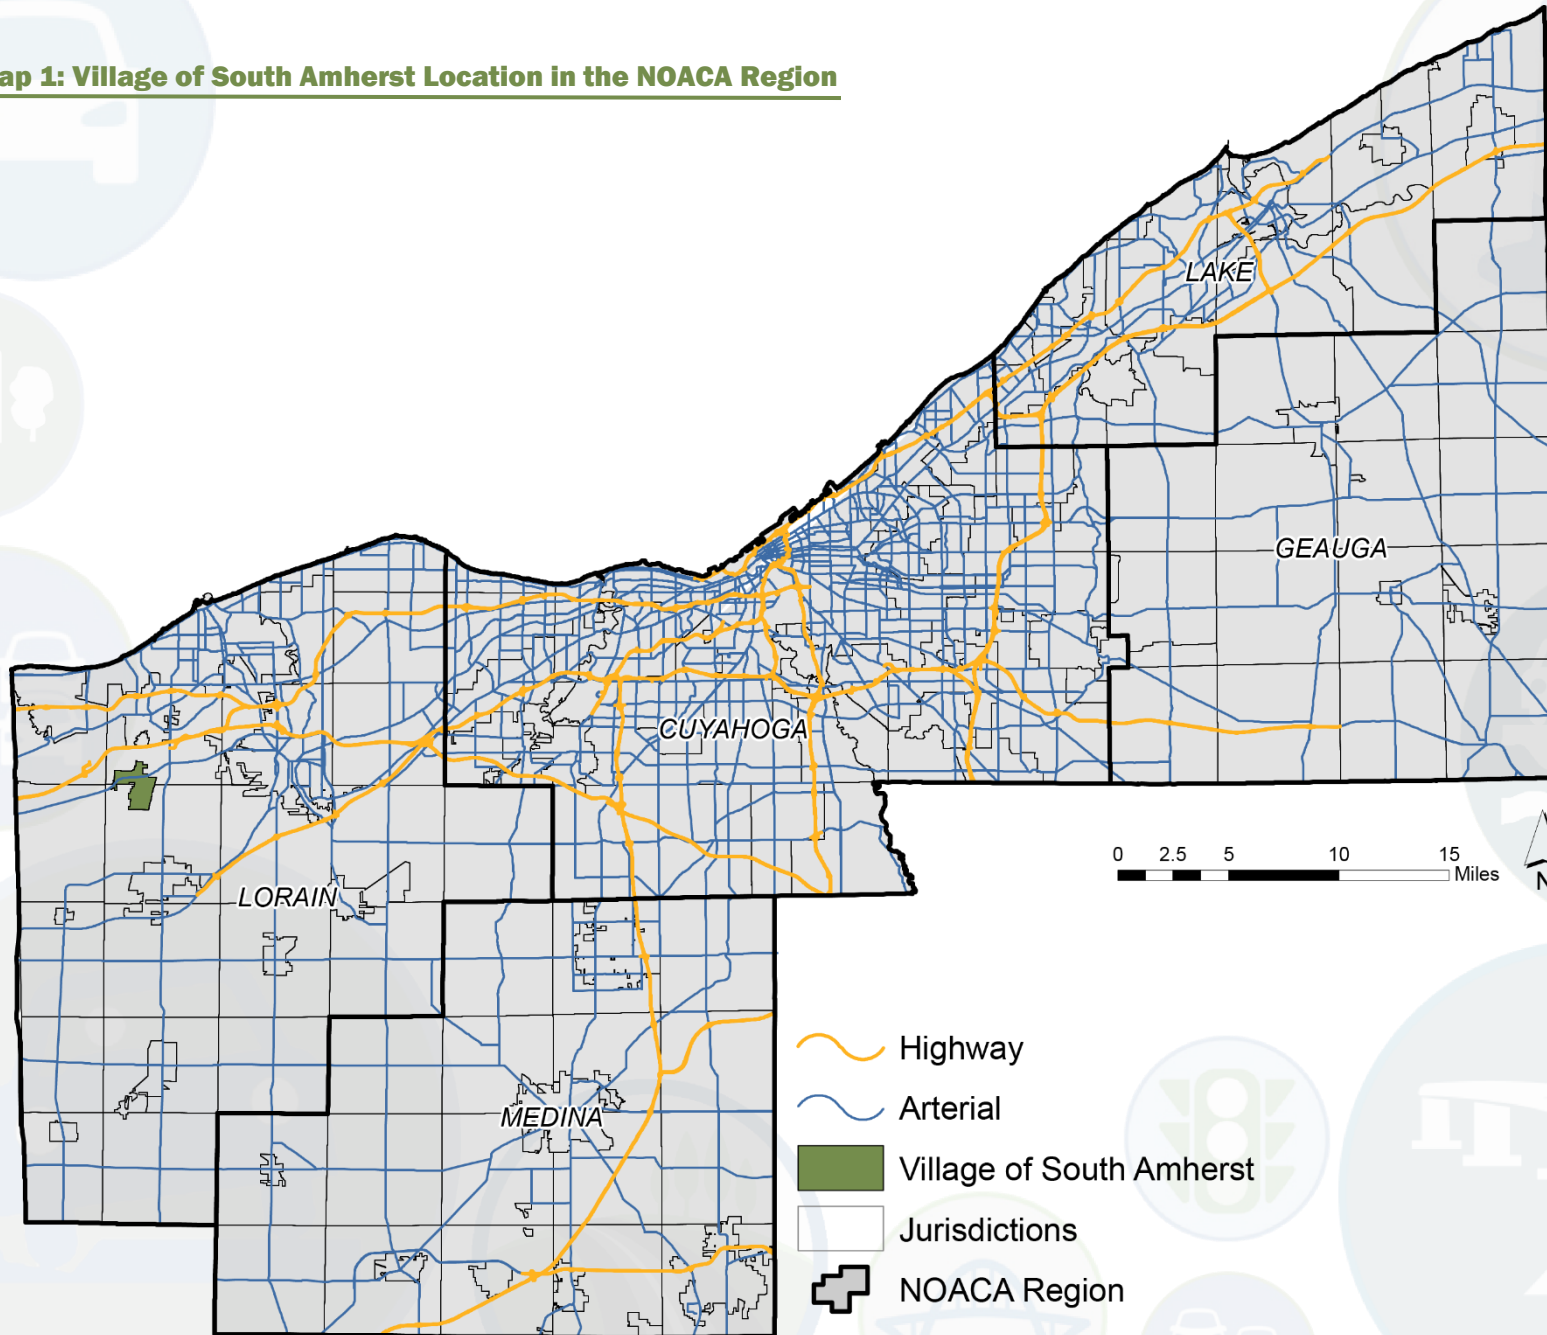 ap 1: Village of South Amherst Location in the NOACA Region
LAKE
GEAUGA
CUYAHOGA
LORAIN
MEDINA
0 2.5 5 10 15
Miles
N
Highway
Arterial
Village of South Amherst
Jurisdictions
NOACA Region